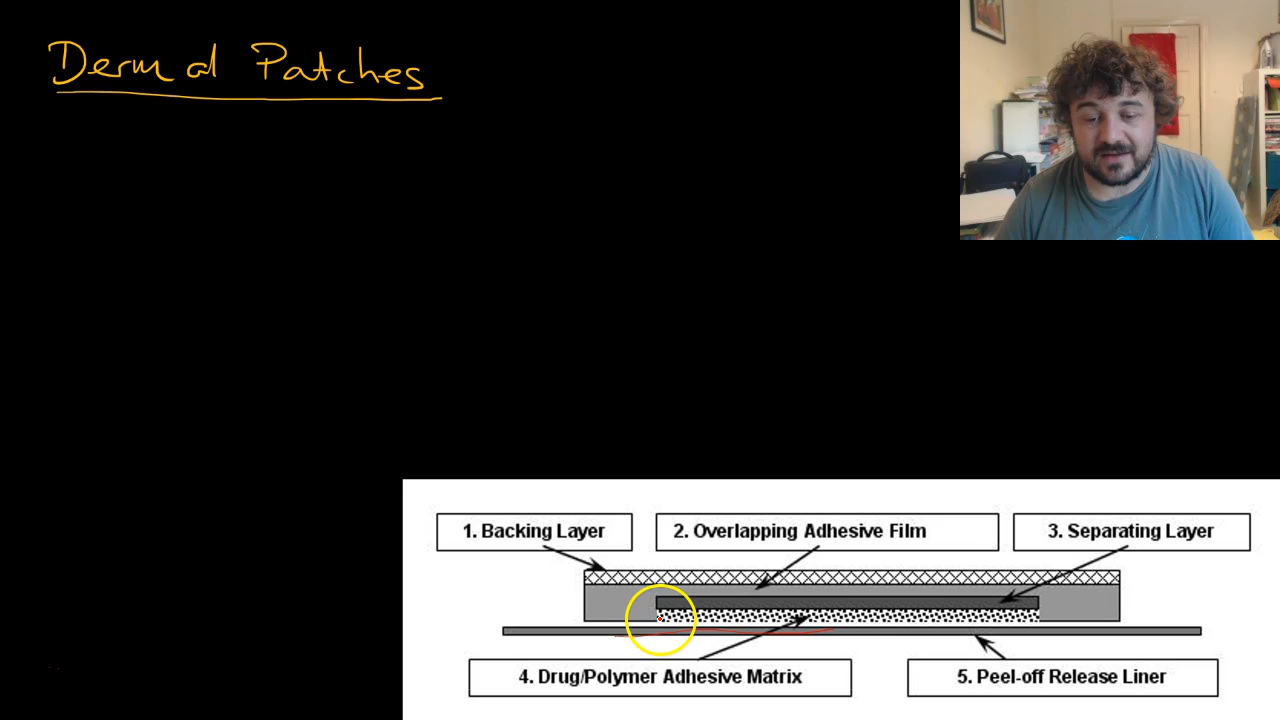 Dermal Patches
1. Backing Layer
2. Overlapping Adhesive Film
3. Separating Layer
4. Drug/Polymer Adhesive Matrix
5. Peel-off Release Liner